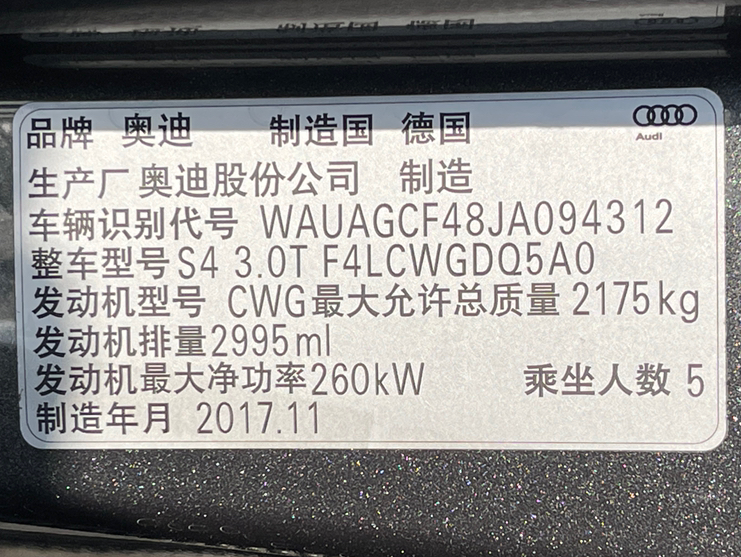 品牌 奥迪 制造国 德国
Audi
生产厂 奥迪股份公司 制造
车辆识别代号 WAUAGCF48JA094312
整车型号 S4 3.0T F4LCWGDQ5A0
发动机型号 CWG 最大允许总质量 2175kg
发动机排量 2995ml
发动机最大净功率 260kW 乘坐人数 5
制造年月 2017.11